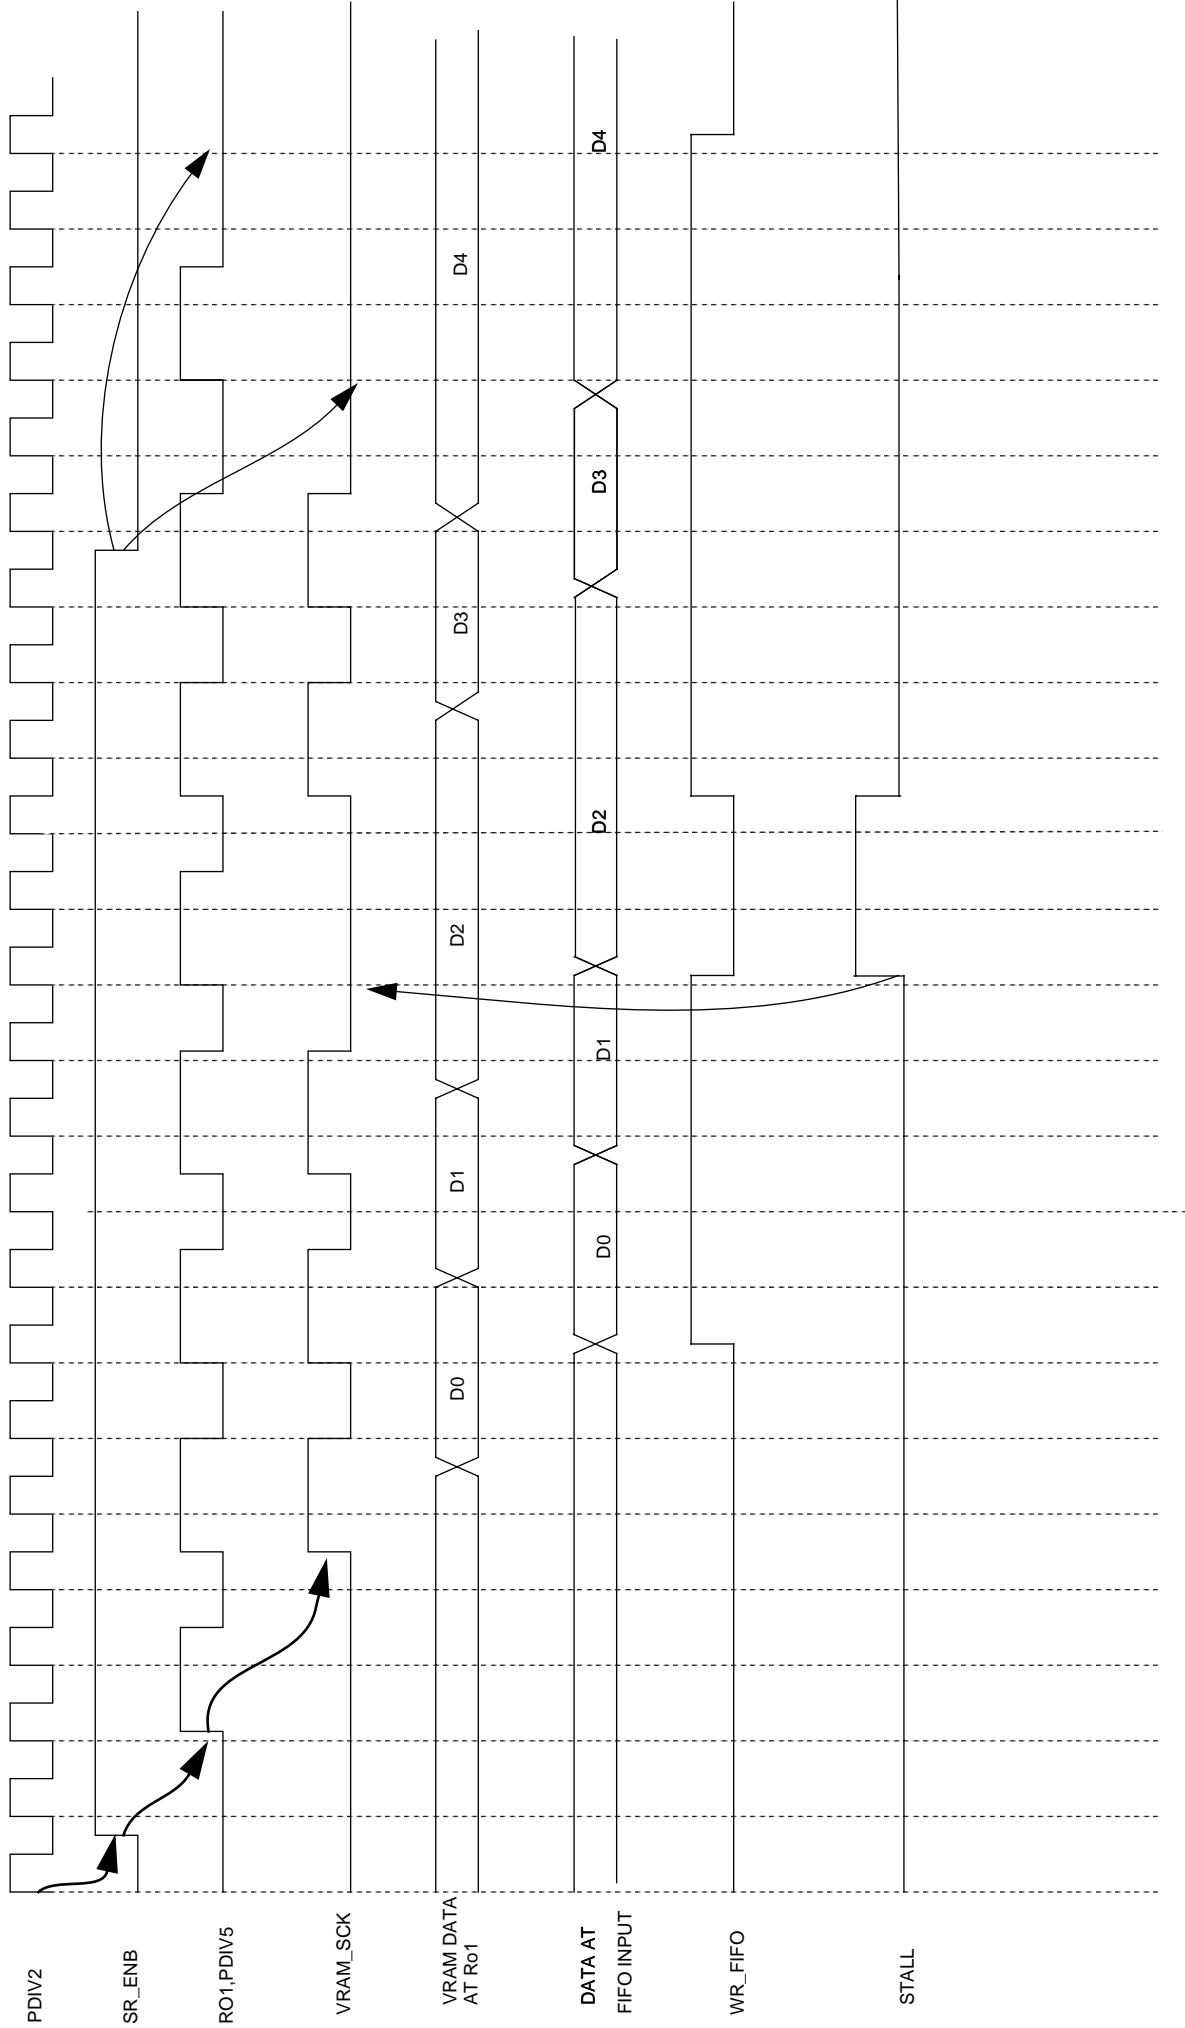 PDIV2
SR_ENB
RO1,PDIV5
VRAM_SCK
VRAM DATA
AT Ro1
D0
D1
D2
D3
D4
DATA AT
FIFO INPUT
D0
D1
D2
D3
D4
WR_FIFO
STALL